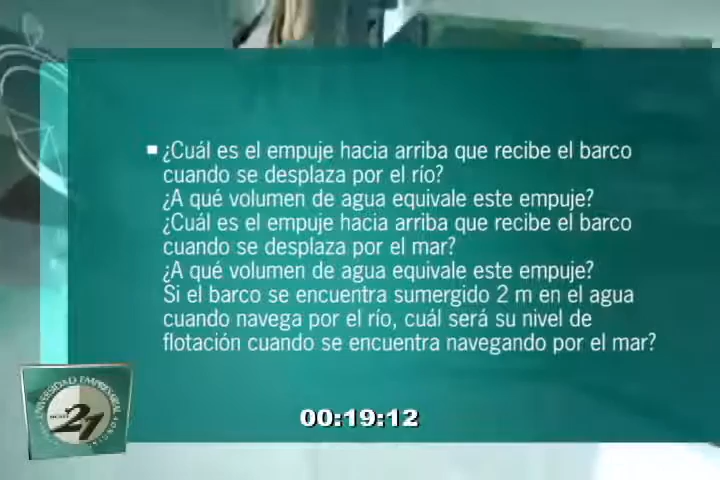 ¿Cuál es el empuje hacia arriba que recibe el barco
cuando se desplaza por el río?
¿A qué volumen de agua equivale este empuje?
¿Cuál es el empuje hacia arriba que recibe el barco
cuando se desplaza por el mar?
¿A qué volumen de agua equivale este empuje?
Si el barco se encuentra sumergido 2 m en el agua
cuando navega por el río, cuál será su nivel de
flotación cuando se encuentra navegando por el mar?
UNIVERSIDAD EMPRESARIAL
21
00:19:12